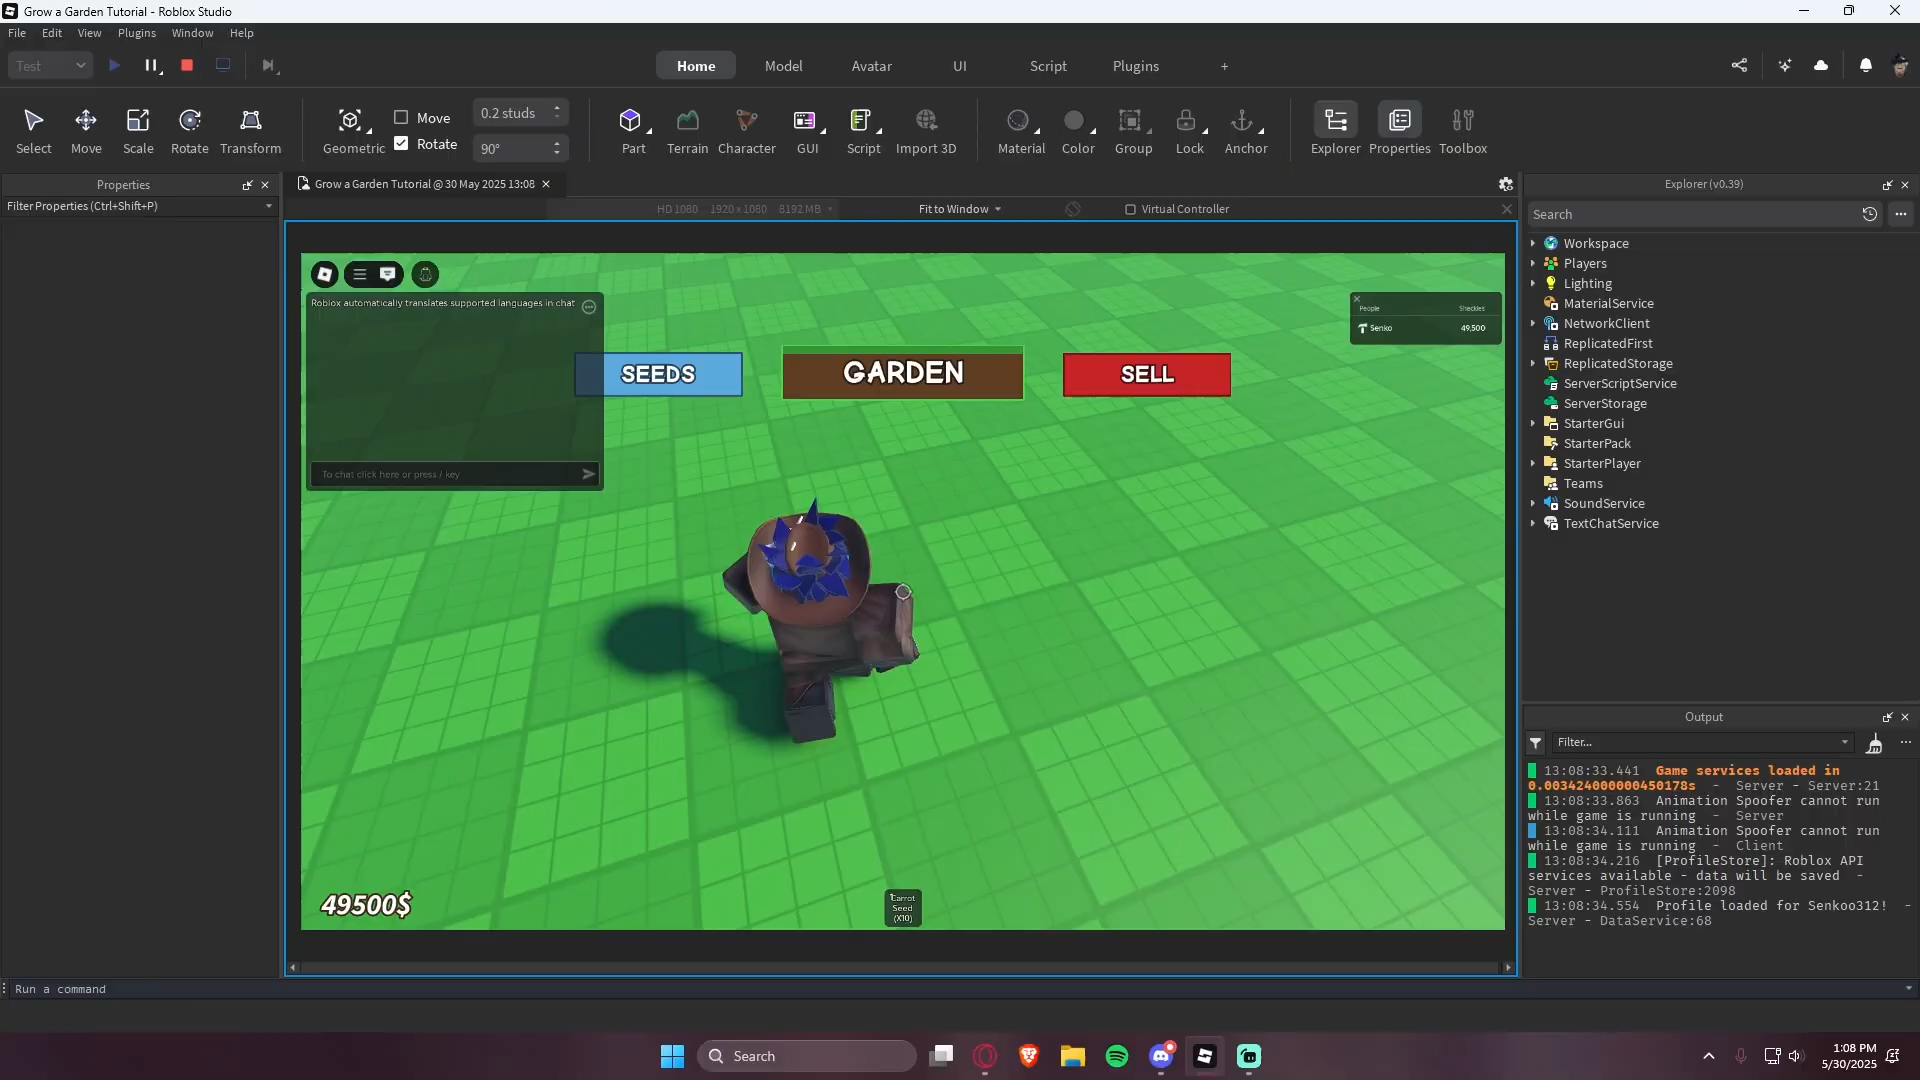 Grow a Garden Tutorial - Roblox Studio
File Edit View Plugins Window Help
Test
Home Model Avatar UI Script Plugins +
Select Move Scale Rotate Transform
Geometric
Move
Rotate
0.2 studs
90°
Part Terrain Character GUI Script Import 3D
Material Color Group Lock Anchor
Explorer Properties Toolbox
Properties
Filter Properties (Ctrl+Shift+P)
Grow a Garden Tutorial @ 30 May 2025 13:08
HD 1080 1920 x 1080 8192 MB
Fit to Window
Virtual Controller
Roblox automatically translates supported languages in chat
To chat click here or press / key
SEEDS
GARDEN
SELL
People Sheckles
Senko 49,500
49500$
1
Carrot
Seed
(X10)
Explorer (v0.39)
Search
Workspace
Players
Lighting
MaterialService
NetworkClient
ReplicatedFirst
ReplicatedStorage
ServerScriptService
ServerStorage
StarterGui
StarterPack
StarterPlayer
Teams
SoundService
TextChatService
Output
Filter...
13:08:33.441 Game services loaded in
0.003424000000450178s - Server - Server:21
13:08:33.863 Animation Spoofer cannot run
while game is running - Server
13:08:34.111 Animation Spoofer cannot run
while game is running - Client
13:08:34.216 [ProfileStore]: Roblox API
services available - data will be saved -
Server - ProfileStore:2098
13:08:34.554 Profile loaded for Senkoo312! -
Server - DataService:68
Run a command
Search
1:08 PM
5/30/2025